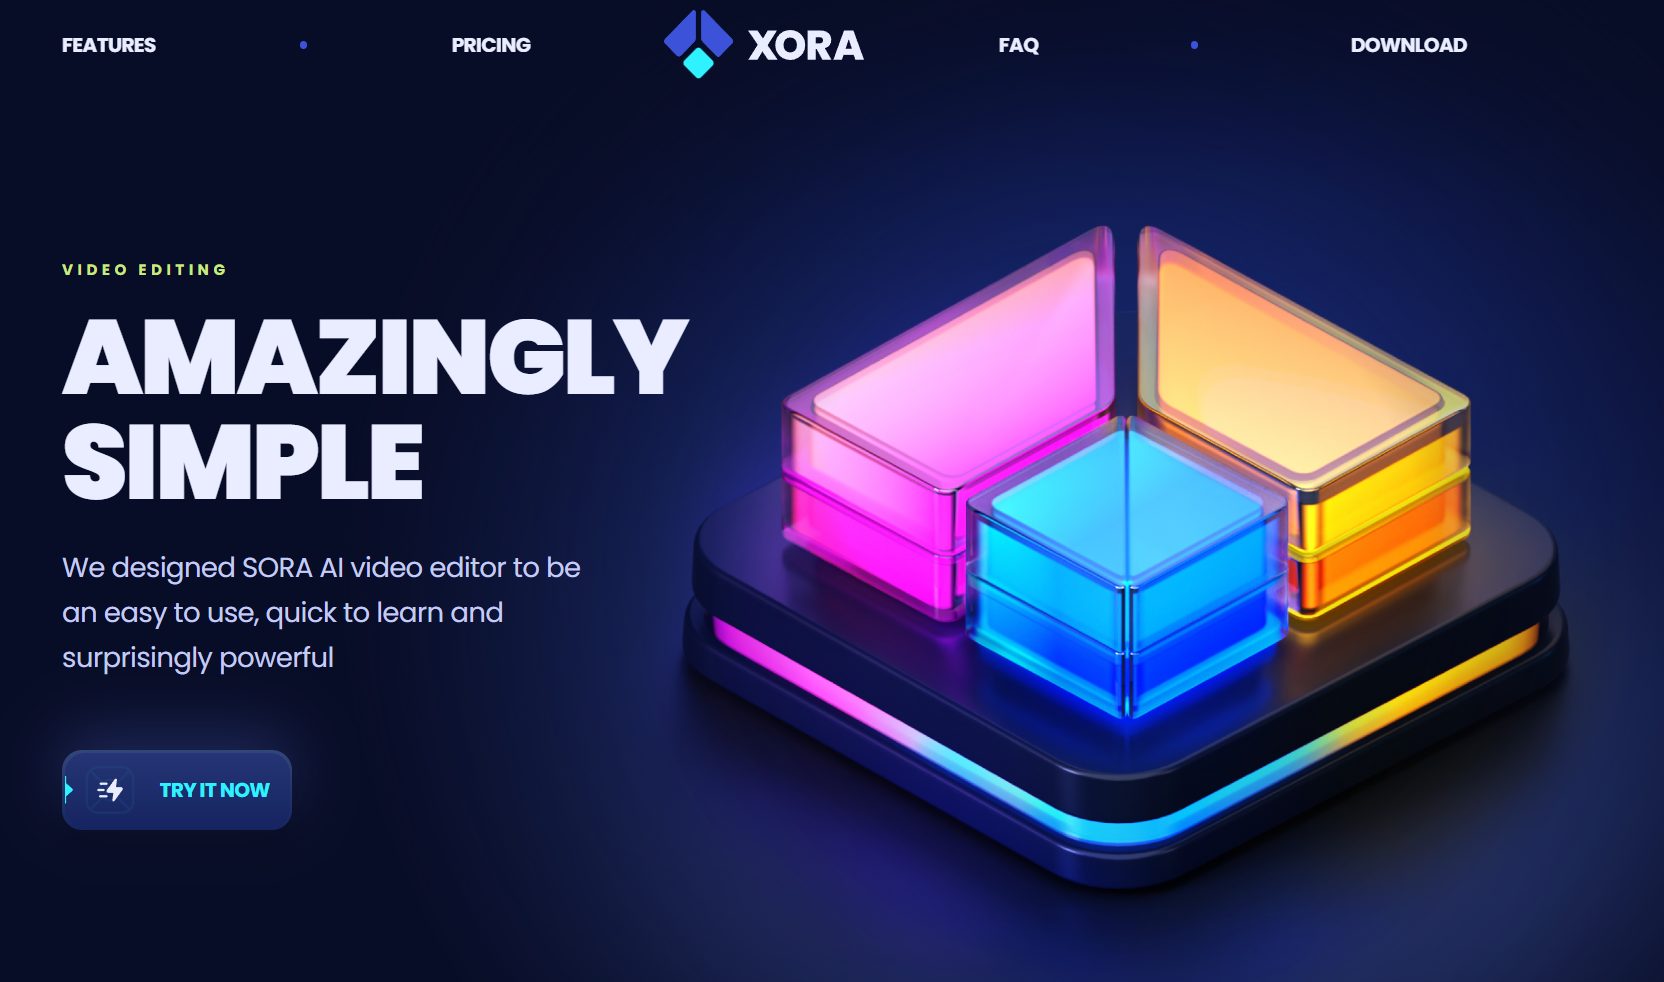 FEATURES
PRICING
XORA
FAQ
DOWNLOAD
VIDEO EDITING
AMAZINGLY
SIMPLE
We designed SORA AI video editor to be
an easy to use, quick to learn and
surprisingly powerful
TRY IT NOW